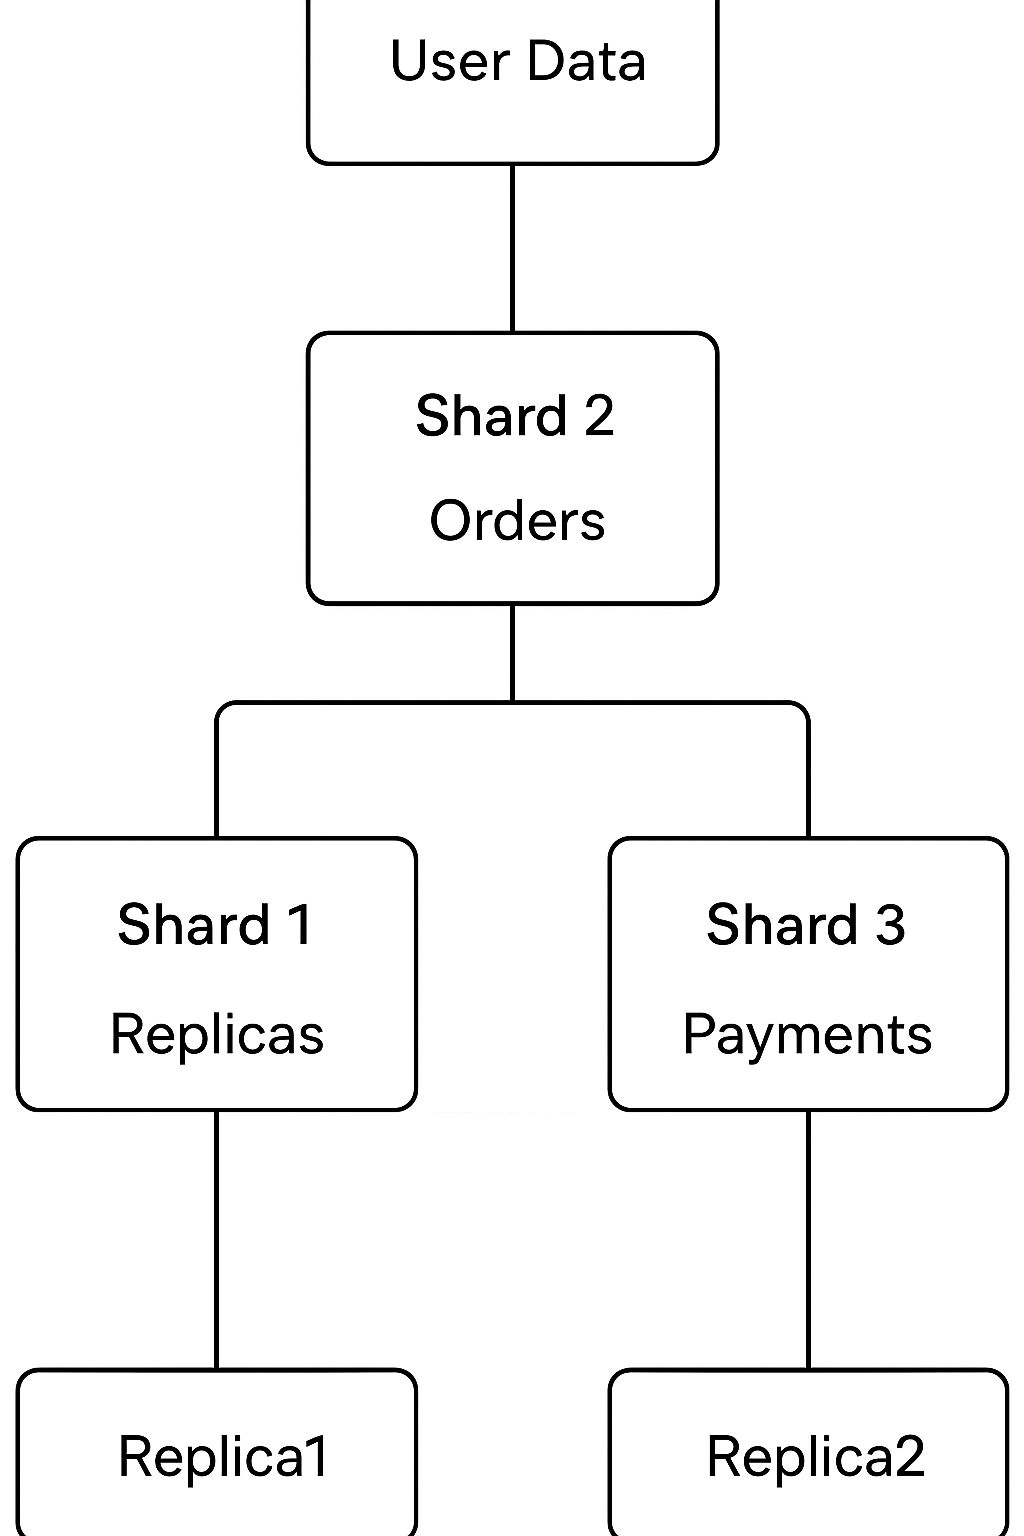 User Data
Shard 2
Orders
Shard 1
Replicas
Shard 3
Payments
Replica1
Replica2